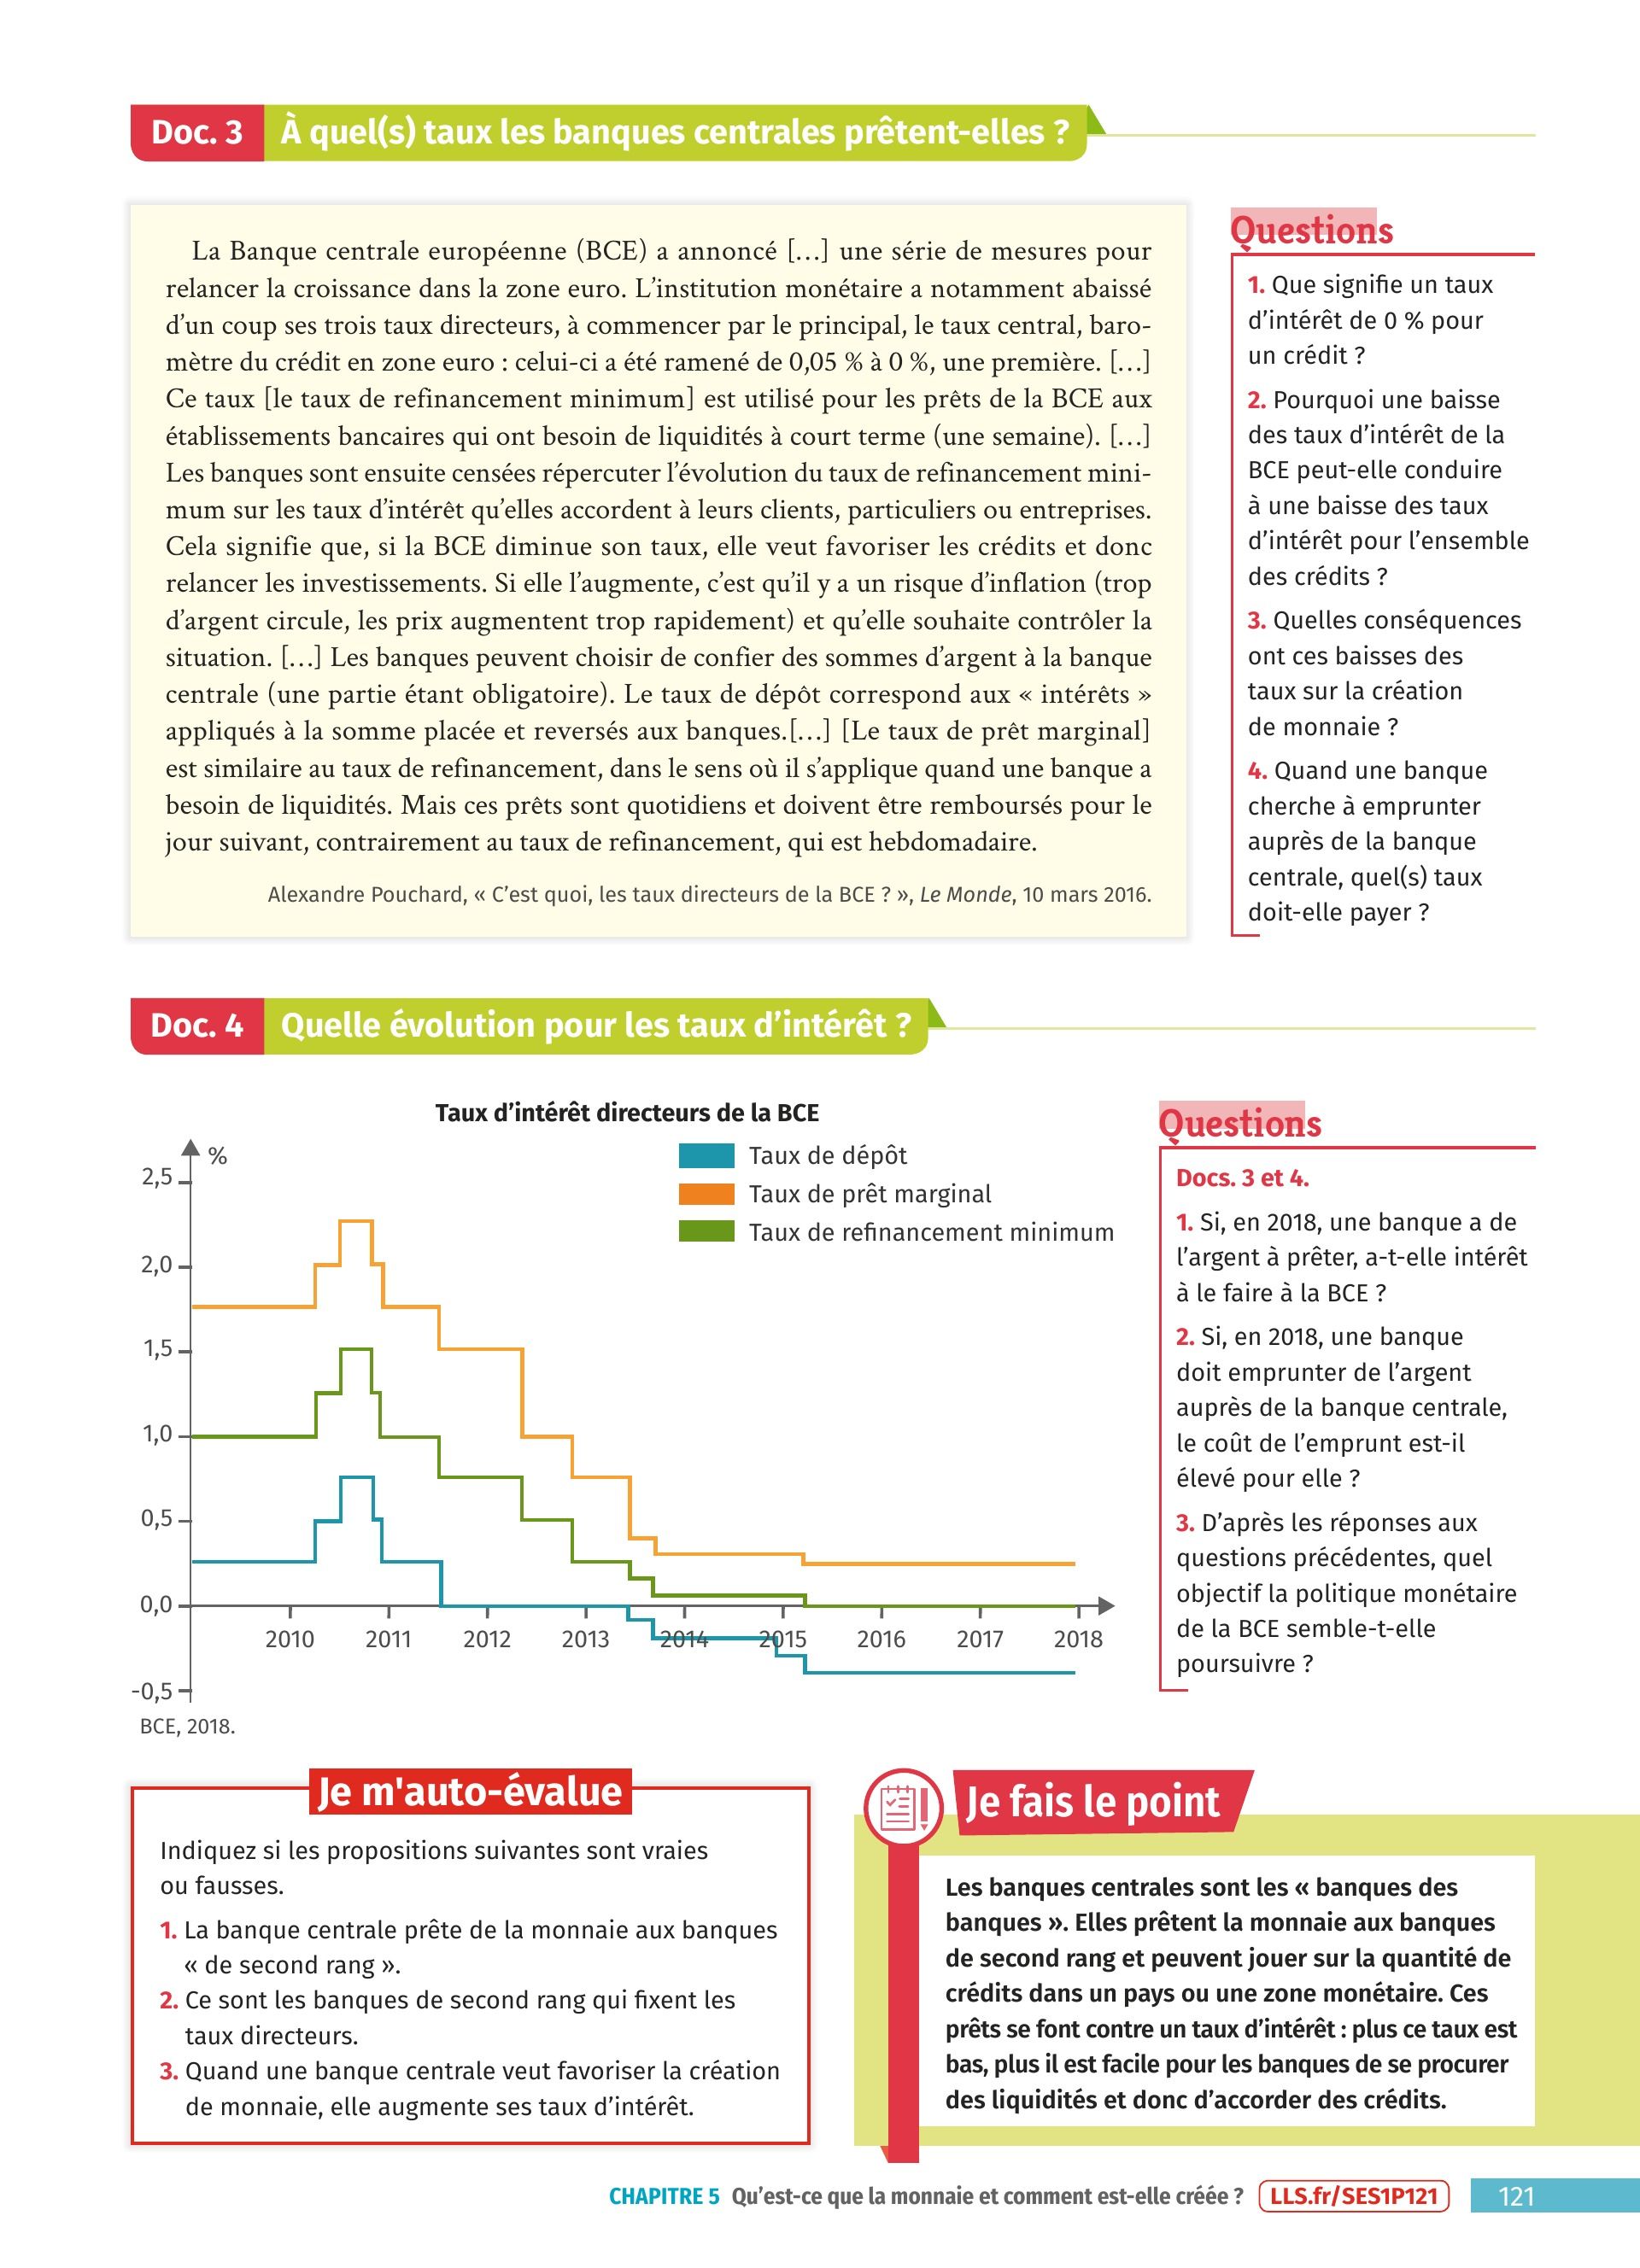 Doc. 3 À quel(s) taux les banques centrales prêtent-elles ?
La Banque centrale européenne (BCE) a annoncé […] une série de mesures pour
relancer la croissance dans la zone euro. L’institution monétaire a notamment abaissé
d’un coup ses trois taux directeurs, à commencer par le principal, le taux central, baro-
mètre du crédit en zone euro : celui-ci a été ramené de 0,05 % à 0 %, une première. […]
Ce taux [le taux de refinancement minimum] est utilisé pour les prêts de la BCE aux
établissements bancaires qui ont besoin de liquidités à court terme (une semaine). […]
Les banques sont ensuite censées répercuter l’évolution du taux de refinancement mini-
mum sur les taux d’intérêt qu’elles accordent à leurs clients, particuliers ou entreprises.
Cela signifie que, si la BCE diminue son taux, elle veut favoriser les crédits et donc
relancer les investissements. Si elle l’augmente, c’est qu’il y a un risque d’inflation (trop
d’argent circule, les prix augmentent trop rapidement) et qu’elle souhaite contrôler la
situation. […] Les banques peuvent choisir de confier des sommes d’argent à la banque
centrale (une partie étant obligatoire). Le taux de dépôt correspond aux « intérêts »
appliqués à la somme placée et reversés aux banques.[…] [Le taux de prêt marginal]
est similaire au taux de refinancement, dans le sens où il s’applique quand une banque a
besoin de liquidités. Mais ces prêts sont quotidiens et doivent être remboursés pour le
jour suivant, contrairement au taux de refinancement, qui est hebdomadaire.
Alexandre Pouchard, « C’est quoi, les taux directeurs de la BCE ? », Le Monde, 10 mars 2016.
Questions
1. Que signifie un taux
d’intérêt de 0 % pour
un crédit ?
2. Pourquoi une baisse
des taux d’intérêt de la
BCE peut-elle conduire
à une baisse des taux
d’intérêt pour l’ensemble
des crédits ?
3. Quelles conséquences
ont ces baisses des
taux sur la création
de monnaie ?
4. Quand une banque
cherche à emprunter
auprès de la banque
centrale, quel(s) taux
doit-elle payer ?
Doc. 4 Quelle évolution pour les taux d’intérêt ?
Taux d’intérêt directeurs de la BCE
%
Taux de dépôt
Taux de prêt marginal
Taux de refinancement minimum
2,5
2,0
1,5
1,0
0,5
0,0
-0,5
2010 2011 2012 2013 2014 2015 2016 2017 2018
BCE, 2018.
Questions
Docs. 3 et 4.
1. Si, en 2018, une banque a de
l’argent à prêter, a-t-elle intérêt
à le faire à la BCE ?
2. Si, en 2018, une banque
doit emprunter de l’argent
auprès de la banque centrale,
le coût de l’emprunt est-il
élevé pour elle ?
3. D’après les réponses aux
questions précédentes, quel
objectif la politique monétaire
de la BCE semble-t-elle
poursuivre ?
Je m'auto-évalue
Indiquez si les propositions suivantes sont vraies
ou fausses.
1. La banque centrale prête de la monnaie aux banques
« de second rang ».
2. Ce sont les banques de second rang qui fixent les
taux directeurs.
3. Quand une banque centrale veut favoriser la création
de monnaie, elle augmente ses taux d’intérêt.
Je fais le point
Les banques centrales sont les « banques des
banques ». Elles prêtent la monnaie aux banques
de second rang et peuvent jouer sur la quantité de
crédits dans un pays ou une zone monétaire. Ces
prêts se font contre un taux d’intérêt : plus ce taux est
bas, plus il est facile pour les banques de se procurer
des liquidités et donc d’accorder des crédits.
CHAPITRE 5 Qu’est-ce que la monnaie et comment est-elle créée ? LLS.fr/SES1P121 121